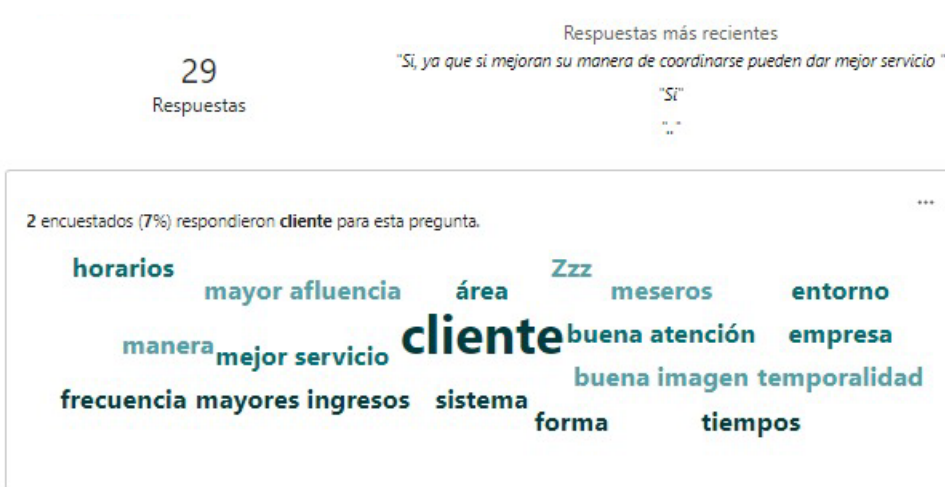 29
Respuestas
Respuestas más recientes
"Si, ya que si mejoran su manera de coordinarse pueden dar mejor servicio "
"Sí"
".."
...
2 encuestados (7%) respondieron cliente para esta pregunta.
horarios
Zzz
mayor afluencia
área
meseros
entorno
cliente
buena atención
empresa
manera
mejor servicio
buena imagen
temporalidad
frecuencia
mayores ingresos
sistema
forma
tiempos